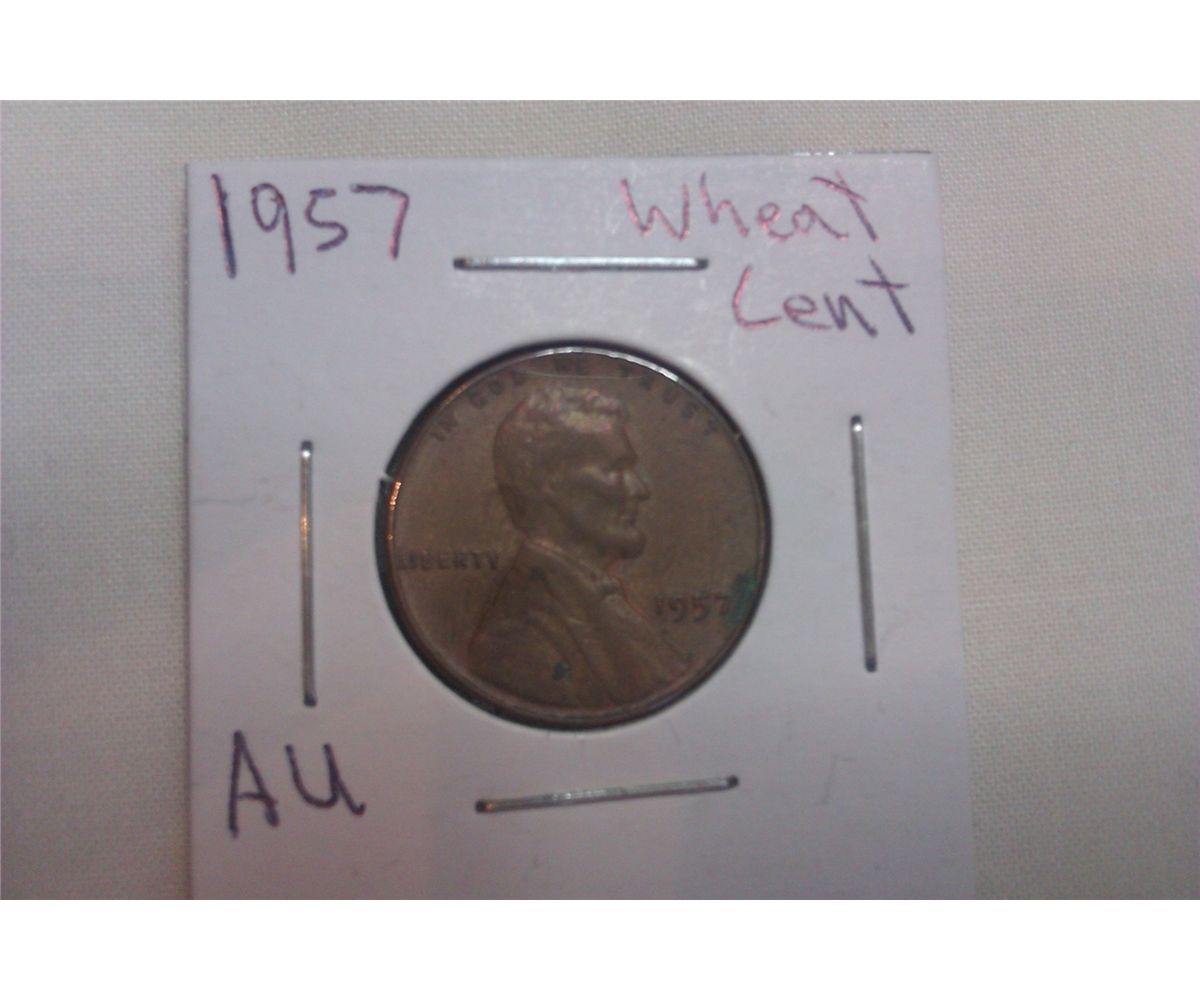 1957
Wheat
Cent
IN GOD WE TRUST
LIBERTY
1957
AU